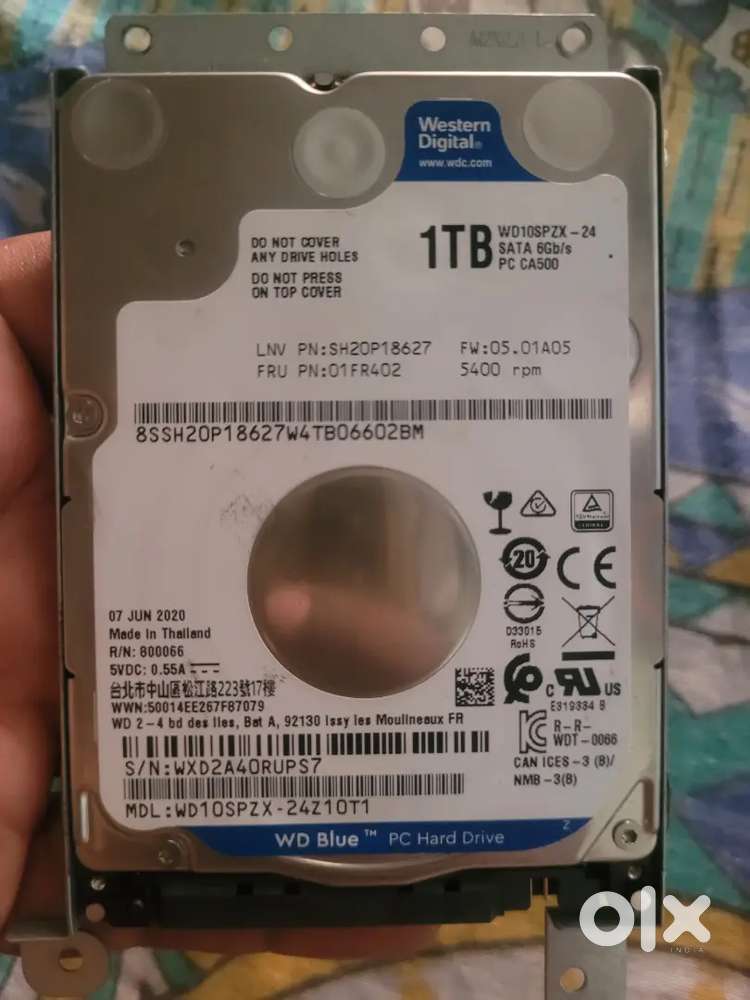 Western
Digital®
www.wdc.com
DO NOT COVER
ANY DRIVE HOLES
DO NOT PRESS
ON TOP COVER
1TB
WD10SPZX-24
SATA 6Gb/s
PC CA500
LNV PN:SH20P18627 FW:05.01A05
FRU PN:01FR402 5400 rpm
8SSH20P18627W4TB06602BM
20
D33015
RoHS
07 JUN 2020
Made in Thailand
R/N: 800066
5VDC: 0.55A
台北市中山區松江路223號17樓
WWN:50014EE267F87079
WD 2-4 bd des Iles, Bat A, 92130 Issy les Moulineaux FR
CE
c RU US
E319334 B
R-R-
WDT-0066
CAN ICES-3 (B)/
NMB-3(B)
S/N:WXD2A40RUPS7
MDL:WD10SPZX-24Z10T1
WD Blue™ PC Hard Drive
Z
olx
INDIA